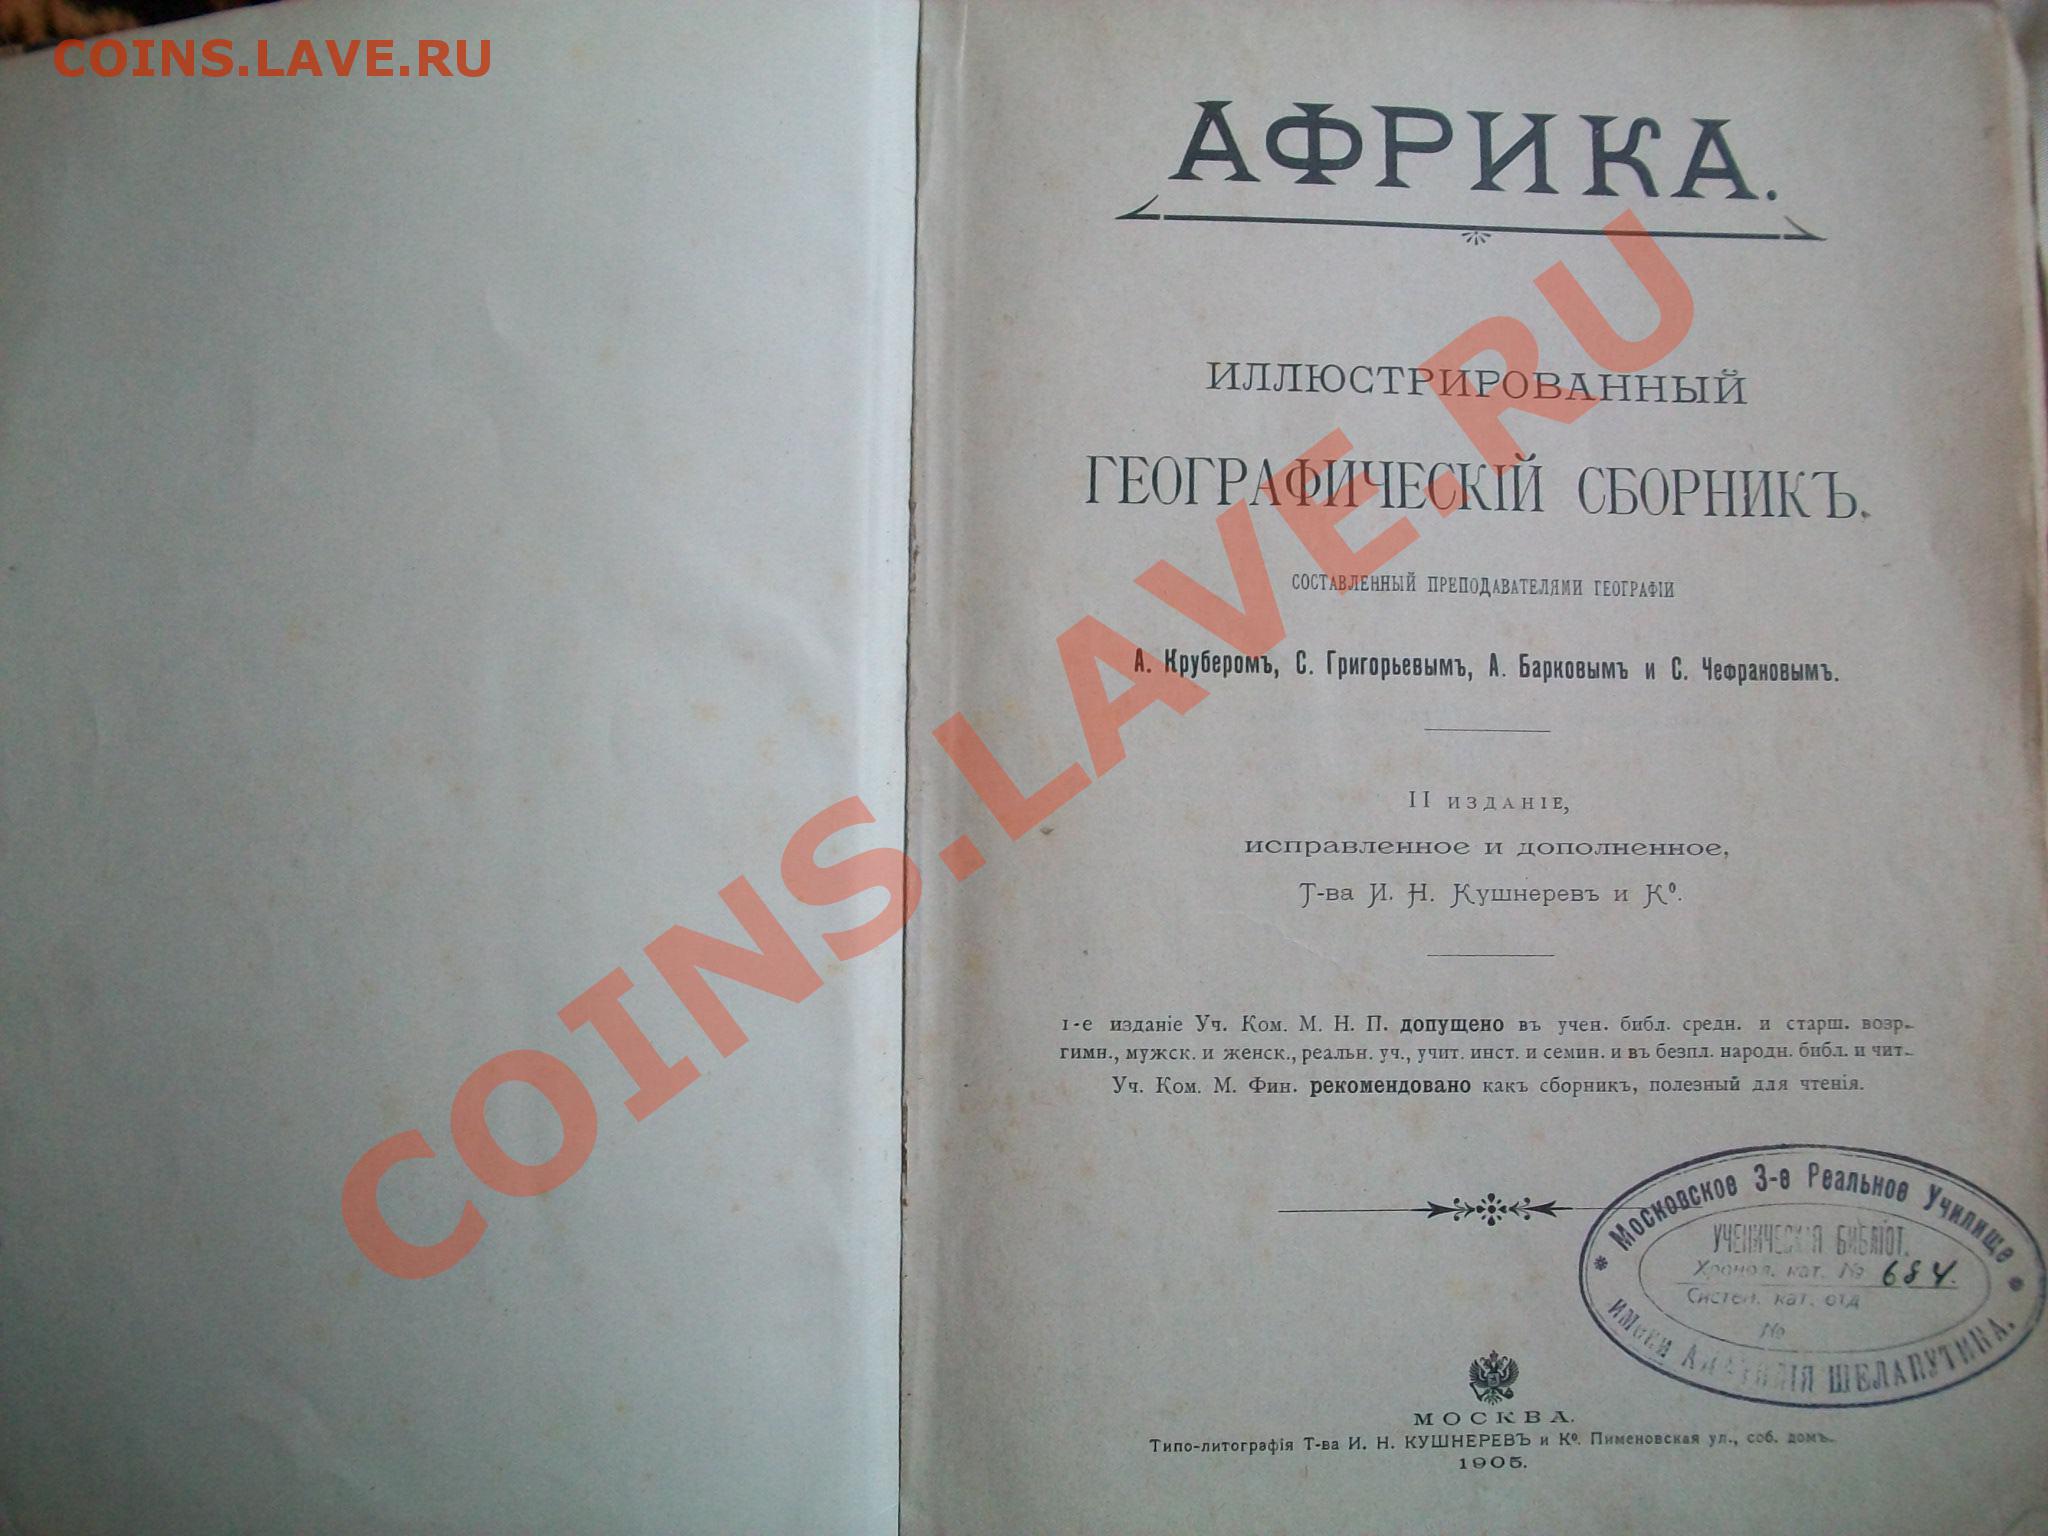 COINS.LAVE.RU
АФРИКА.
ИЛЛЮСТРИРОВАННЫЙ
ГЕОГРАФИЧЕСКІЙ СБОРНИКЪ,
СОСТАВЛЕННЫЙ ПРЕПОДАВАТЕЛЯМИ ГЕОГРАФІИ
А. Круберомъ, С. Григорьевымъ, А. Барковымъ и С. Чефрановымъ.
II ИЗДАНІЕ,
исправленное и дополненное,
Т-ва И. Н. Кушнеревъ и Ко.
1-е изданіе Уч. Ком. М. Н. П. допущено въ учен. библ. средн. и старш. возр.
гимн., мужск. и женск., реальн. уч., учит. инст. и семин. и въ безпл. народн. библ. и чит.
Уч. Ком. М. Фин. рекомендовано какъ сборникъ, полезный для чтенія.
Московское 3-е Реальное Училище
УЧЕНИЧЕСКАЯ БИБЛІОТ.
Хронол. кат. № 684.
Систем. кат. отд
№
имени ШЕЛАПУТИНА.
МОСКВА.
Типо-литографія Т-ва И. Н. КУШНЕРЕВЪ и Ко. Пименовская ул., соб. домъ.
1905.
COINS.LAVE.RU